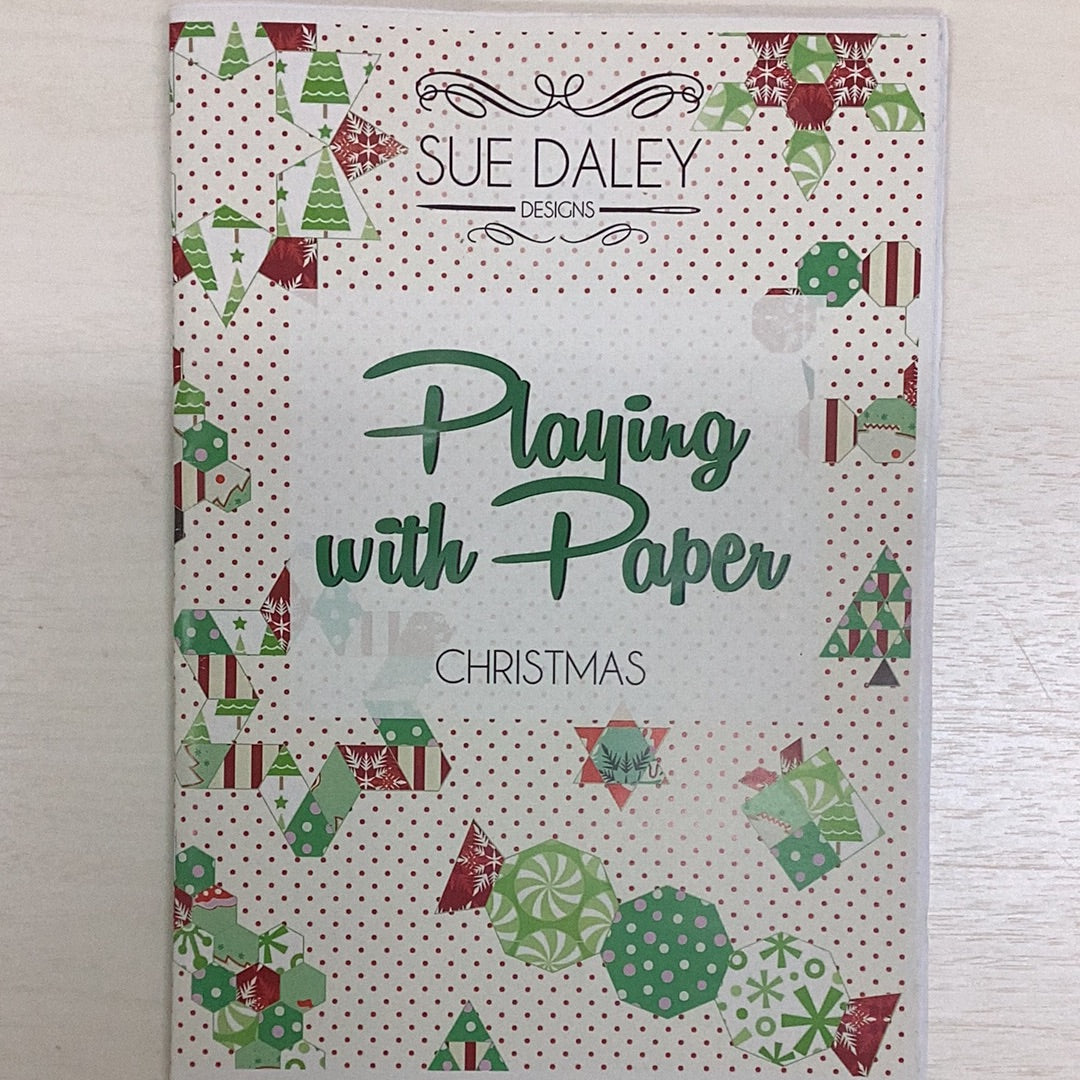 SUE DALEY
DESIGNS
Playing
with Paper
CHRISTMAS